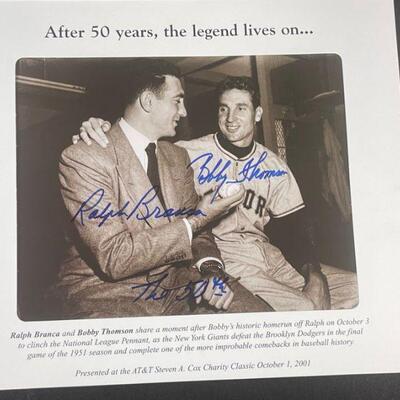 After 50 years, the legend lives on...
Bobby Thomson
Ralph Branca
The 50th
Ralph Branca and Bobby Thomson share a moment after Bobby's historic homerun off Ralph on October 3
to clinch the National League Pennant, as the New York Giants defeat the Brooklyn Dodgers in the final
game of the 1951 season and complete one of the more improbable comebacks in baseball history.
Presented at the AT&T Steven A. Cox Charity Classic October 1, 2001